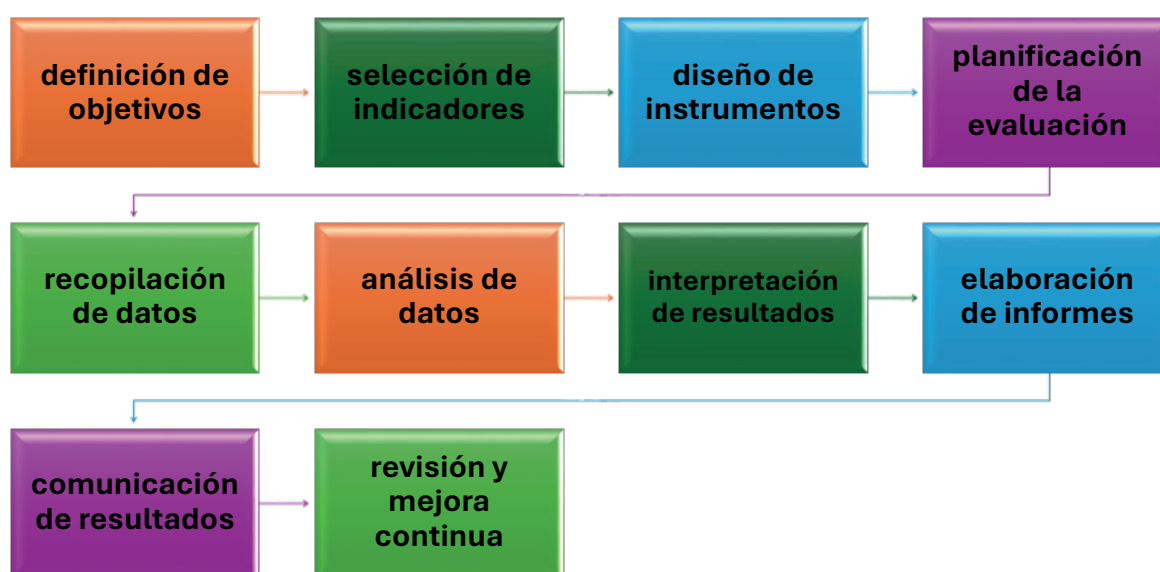 definición de
objetivos
selección de
indicadores
diseño de
instrumentos
planificación
de la
evaluación
recopilación
de datos
análisis de
datos
interpretación
de resultados
elaboración
de informes
comunicación
de resultados
revisión y
mejora
continua